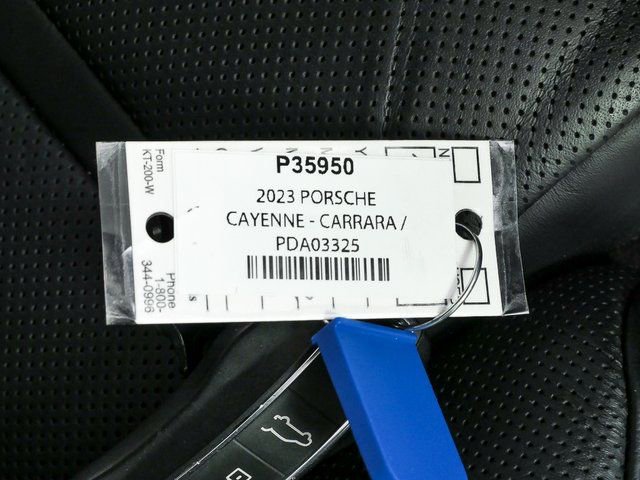 P35950
2023 PORSCHE
CAYENNE - CARRARA /
PDA03325
Form
KT-200-W
Phone
1-800-
344-0996